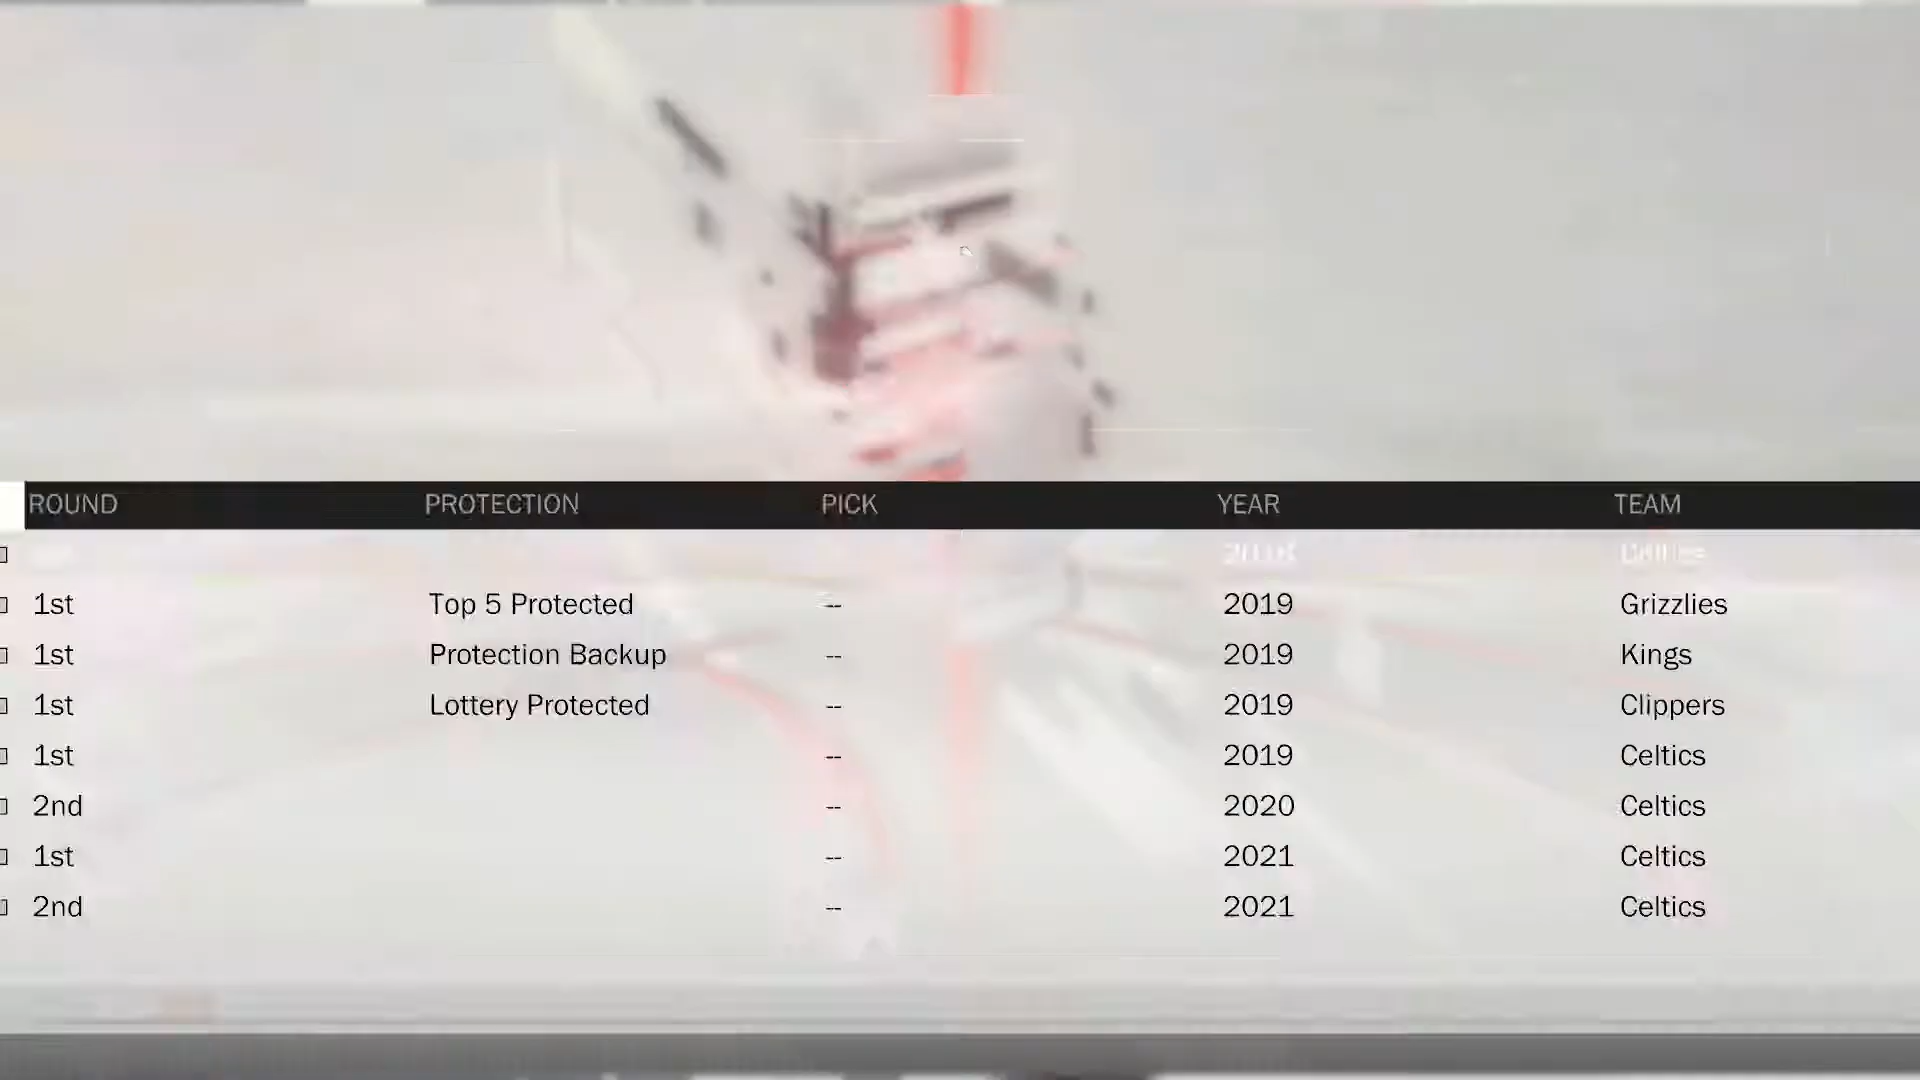 ROUND PROTECTION PICK YEAR TEAM
1st Top 5 Protected -- 2019 Grizzlies
1st Protection Backup -- 2019 Kings
1st Lottery Protected -- 2019 Clippers
1st -- 2019 Celtics
2nd -- 2020 Celtics
1st -- 2021 Celtics
2nd -- 2021 Celtics